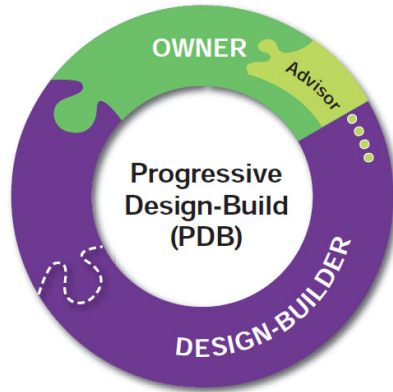 OWNER
Advisor
Progressive
Design-Build
(PDB)
DESIGN-BUILDER